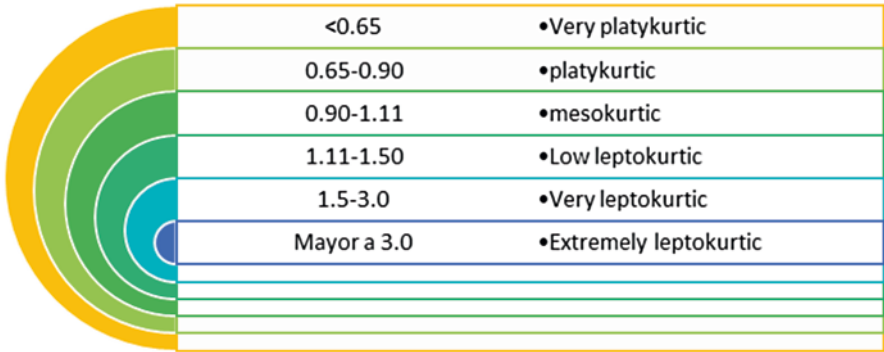 <0.65 •Very platykurtic
0.65-0.90 •platykurtic
0.90-1.11 •mesokurtic
1.11-1.50 •Low leptokurtic
1.5-3.0 •Very leptokurtic
Mayor a 3.0 •Extremely leptokurtic